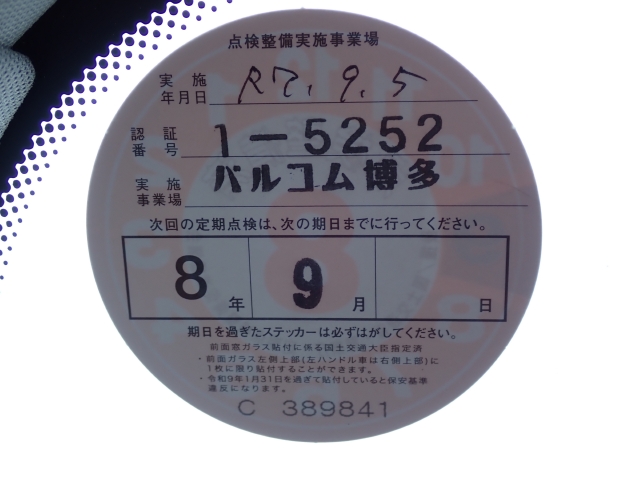 点検整備実施事業場
実施
年月日 R7.9.5
認証
番号 1-5252
実施
事業場 バルコム博多
次回の定期点検は、次の期日までに行ってください。
8年 9月 日
期日を過ぎたステッカーは必ずはがしてください。
前面窓ガラス貼付に係る国土交通大臣指定済
・前面ガラス左側上部(左ハンドル車は右側上部)に
1枚に限り貼付することができます。
・令和9年1月31日を過ぎて貼付していると保安基準
違反になります。
C 389841